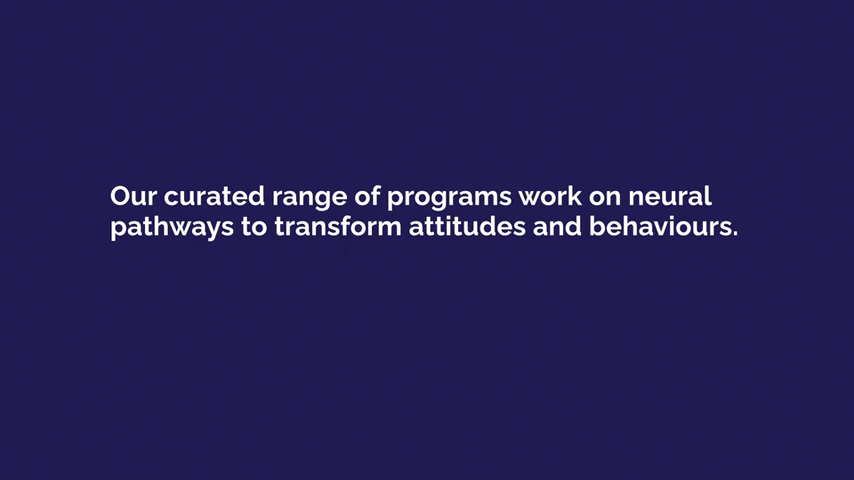 Our curated range of programs work on neural
pathways to transform attitudes and behaviours.